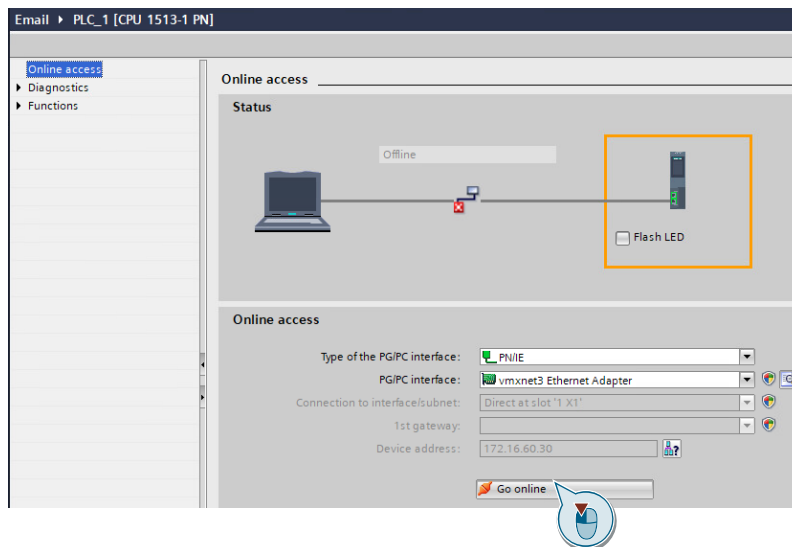 Email ▸ PLC_1 [CPU 1513-1 PN]
Online access
Diagnostics
Functions
Online access
Status
Offline
Flash LED
Online access
Type of the PG/PC interface: PN/IE
PG/PC interface: vmxnet3 Ethernet Adapter
Connection to interface/subnet: Direct at slot '1 X1'
1st gateway:
Device address: 172.16.60.30
Go online